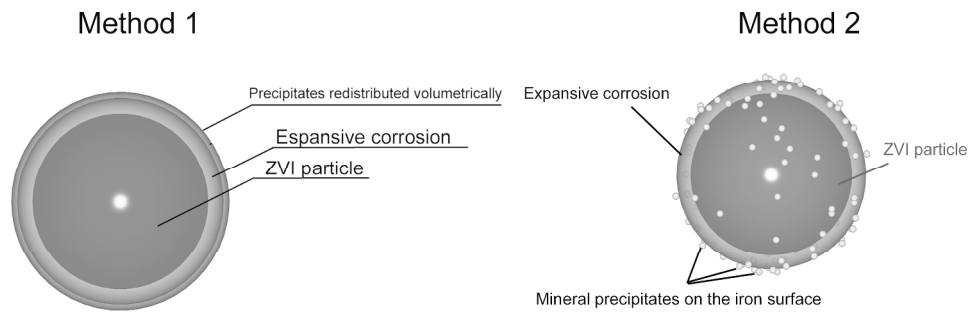 Method 1
Method 2
Precipitates redistributed volumetrically
Espansive corrosion
ZVI particle
Expansive corrosion
ZVI particle
Mineral precipitates on the iron surface